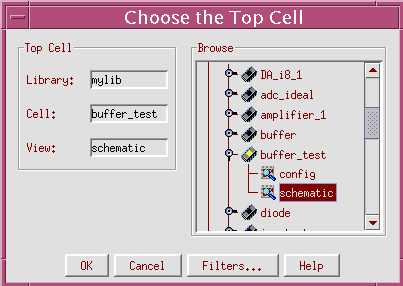 Choose the Top Cell
Top Cell
Library: mylib
Cell: buffer_test
View: schematic
Browse
DA_i8_1
adc_ideal
amplifier_1
buffer
buffer_test
config
schematic
diode
OK Cancel Filters... Help